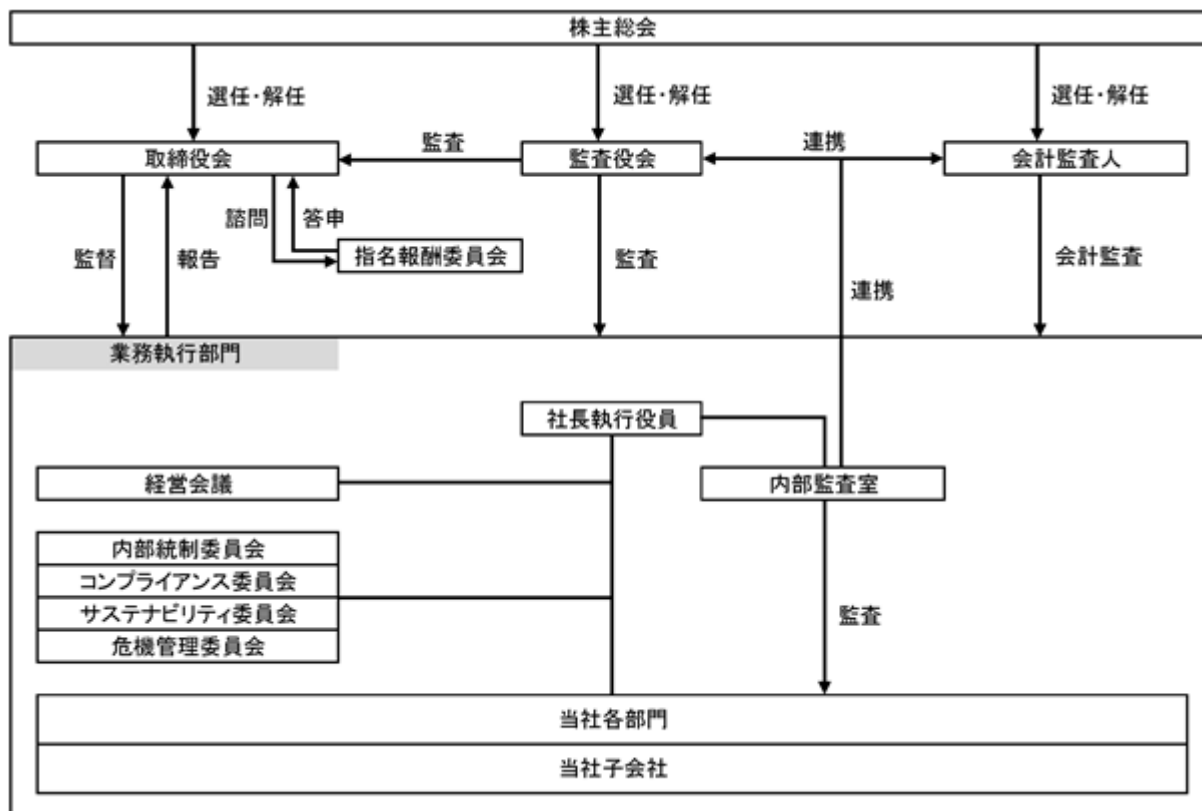 株主総会
選任・解任
選任・解任
選任・解任
取締役会
監査
監査役会
連携
会計監査人
諮問
答申
監督
報告
指名報酬委員会
監査
連携
会計監査
業務執行部門
社長執行役員
経営会議
内部監査室
内部統制委員会
コンプライアンス委員会
サステナビリティ委員会
危機管理委員会
監査
当社各部門
当社子会社